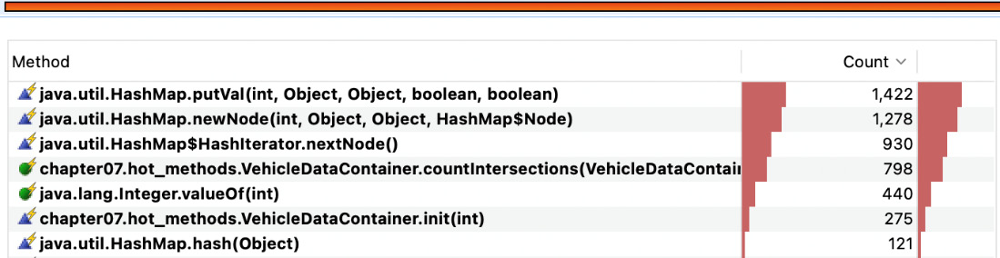 Method Count
java.util.HashMap.putVal(int, Object, Object, boolean, boolean) 1,422
java.util.HashMap.newNode(int, Object, Object, HashMap$Node) 1,278
java.util.HashMap$HashIterator.nextNode() 930
chapter07.hot_methods.VehicleDataContainer.countIntersections(VehicleDataContai 798
java.lang.Integer.valueOf(int) 440
chapter07.hot_methods.VehicleDataContainer.init(int) 275
java.util.HashMap.hash(Object) 121